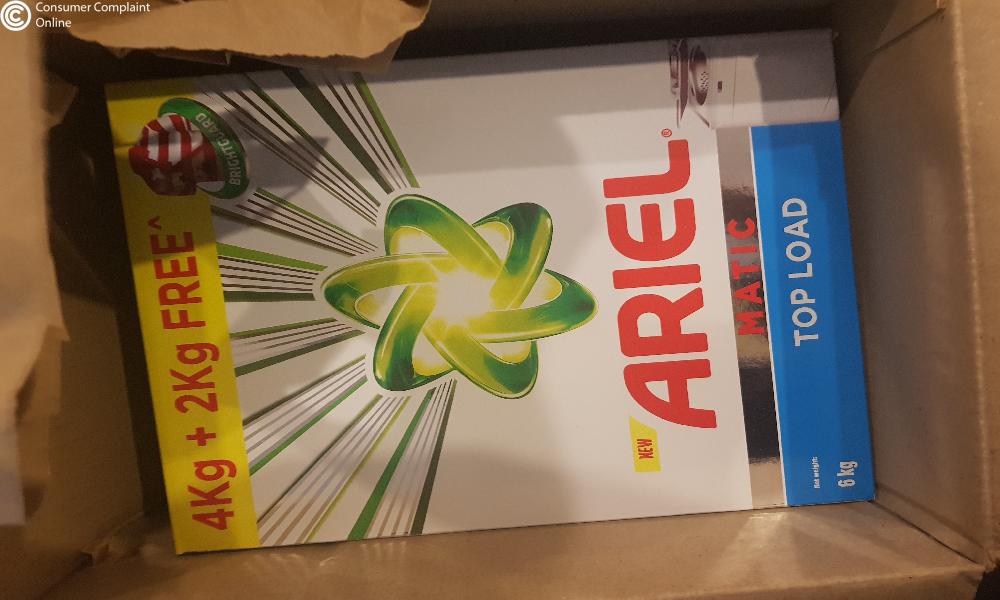 Consumer Complaint
Online
TOP LOAD
Net weight:
6 kg
MATIC
ARIEL®
NEW
BRIGHTGUARD
4Kg + 2Kg FREE^